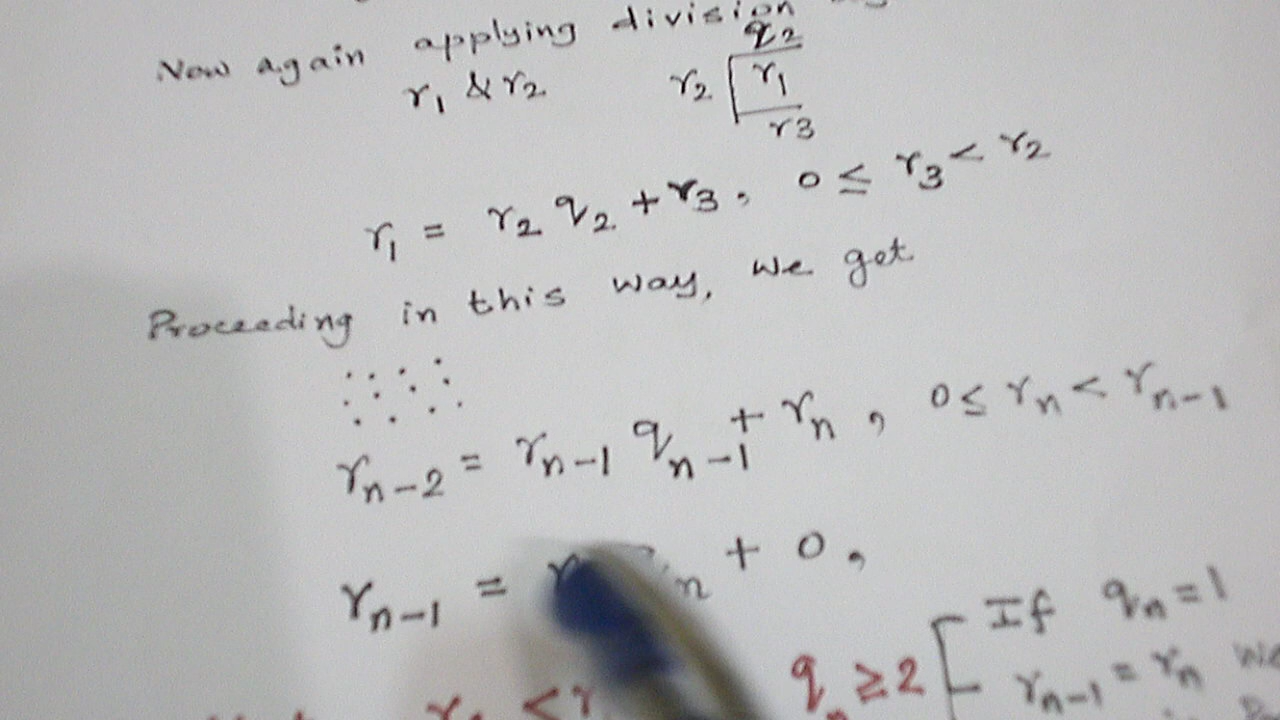 Now again applying division
q2
r1 & r2 r2 r1
r3
r1 = r2 q2 + r3, 0 ≤ r3 < r2
Proceeding in this way, we get
rn-2 = rn-1 qn-1 + rn, 0 ≤ rn < rn-1
rn-1 = n + 0,
If qn = 1
qn ≥ 2 rn-1 = rn we